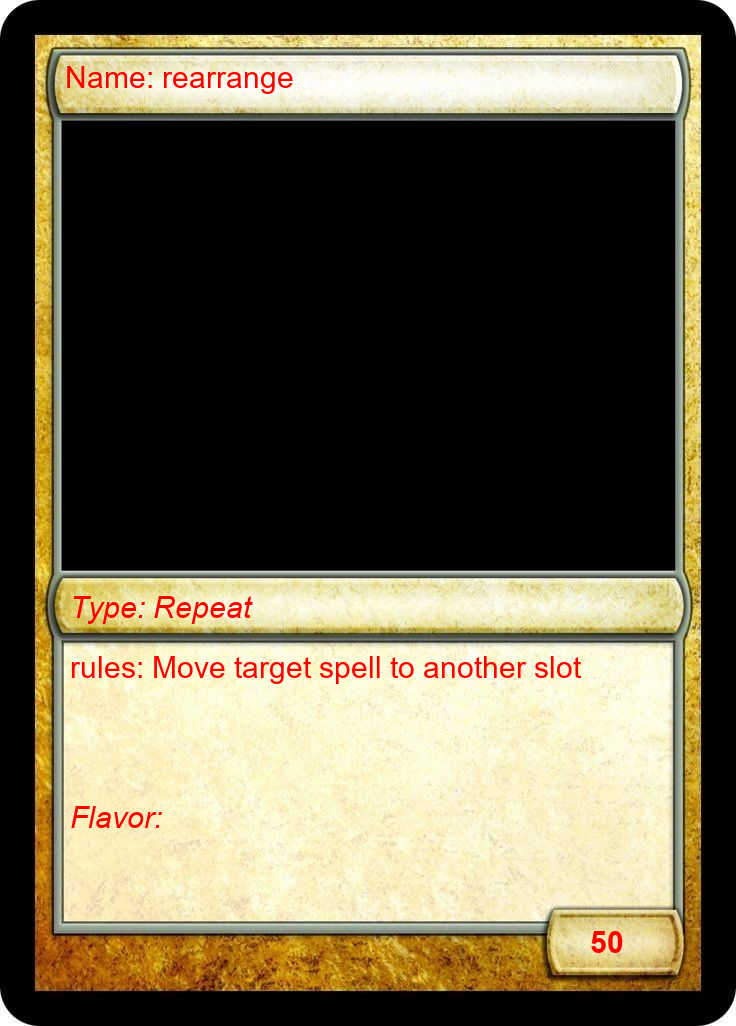 Name: rearrange
Type: Repeat
rules: Move target spell to another slot
Flavor:
50